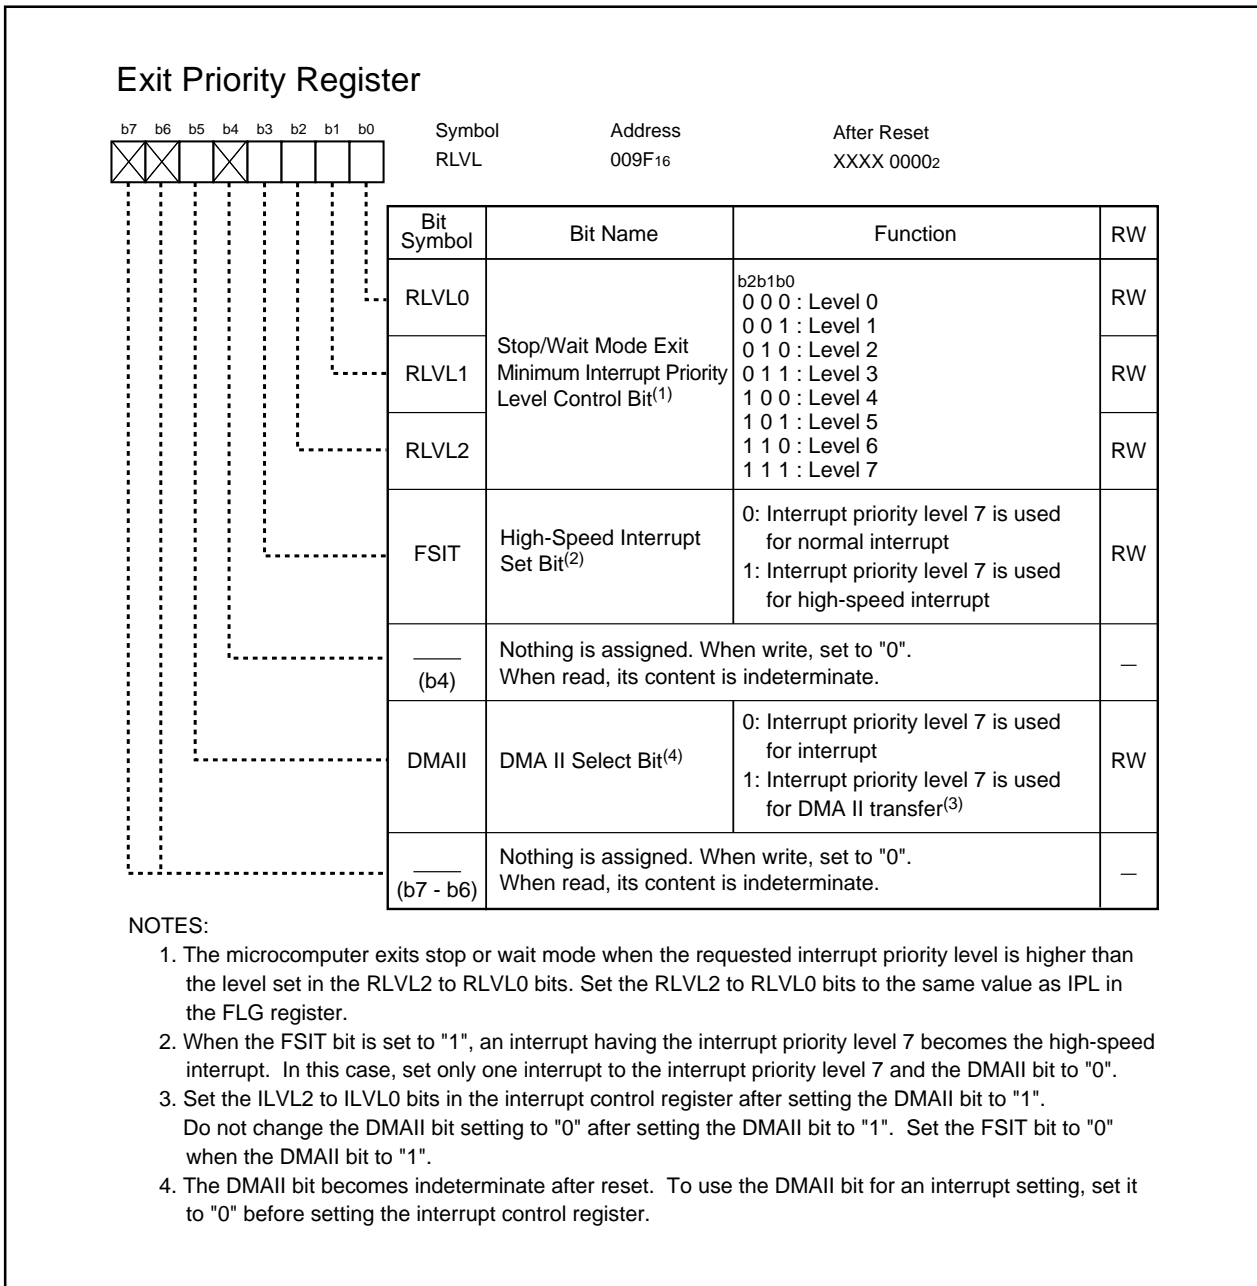 Exit Priority Register
b7 b6 b5 b4 b3 b2 b1 b0
Symbol Address After Reset
RLVL 009F16 XXXX 00002
Bit Symbol Bit Name Function RW
RLVL0 RW
RLVL1 RW
RLVL2 RW
Stop/Wait Mode Exit
Minimum Interrupt Priority
Level Control Bit(1)
b2b1b0
0 0 0 : Level 0
0 0 1 : Level 1
0 1 0 : Level 2
0 1 1 : Level 3
1 0 0 : Level 4
1 0 1 : Level 5
1 1 0 : Level 6
1 1 1 : Level 7
FSIT
High-Speed Interrupt
Set Bit(2)
0: Interrupt priority level 7 is used
for normal interrupt
1: Interrupt priority level 7 is used
for high-speed interrupt
RW
(b4)
Nothing is assigned. When write, set to "0".
When read, its content is indeterminate.
DMAII
DMA II Select Bit(4)
0: Interrupt priority level 7 is used
for interrupt
1: Interrupt priority level 7 is used
for DMA II transfer(3)
RW
(b7 - b6)
Nothing is assigned. When write, set to "0".
When read, its content is indeterminate.
NOTES:
1. The microcomputer exits stop or wait mode when the requested interrupt priority level is higher than
the level set in the RLVL2 to RLVL0 bits. Set the RLVL2 to RLVL0 bits to the same value as IPL in
the FLG register.
2. When the FSIT bit is set to "1", an interrupt having the interrupt priority level 7 becomes the high-speed
interrupt. In this case, set only one interrupt to the interrupt priority level 7 and the DMAII bit to "0".
3. Set the ILVL2 to ILVL0 bits in the interrupt control register after setting the DMAII bit to "1".
Do not change the DMAII bit setting to "0" after setting the DMAII bit to "1". Set the FSIT bit to "0"
when the DMAII bit to "1".
4. The DMAII bit becomes indeterminate after reset. To use the DMAII bit for an interrupt setting, set it
to "0" before setting the interrupt control register.